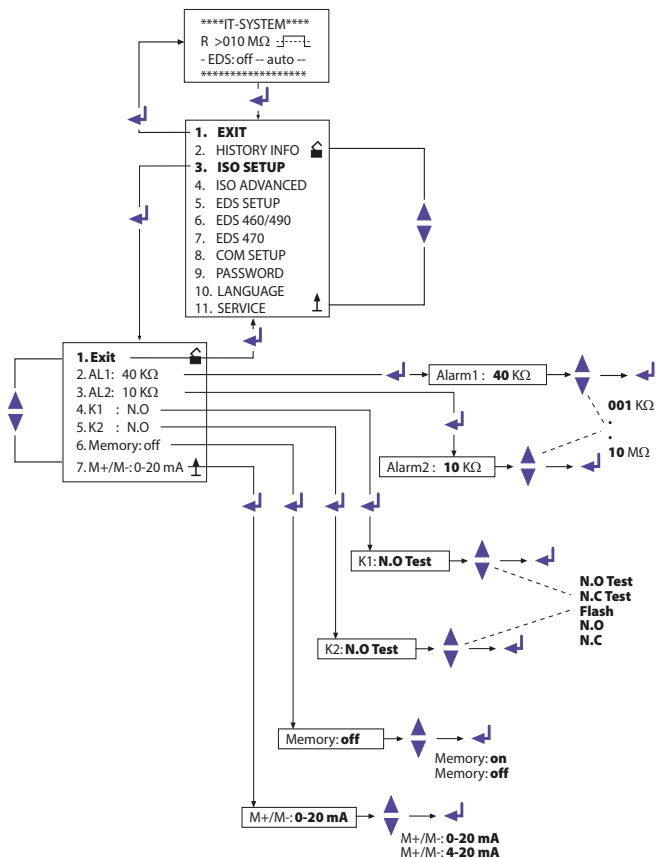 ****IT-SYSTEM****
R >010 MΩ
- EDS: off -- auto --
******************
1. EXIT
2. HISTORY INFO
3. ISO SETUP
4. ISO ADVANCED
5. EDS SETUP
6. EDS 460/490
7. EDS 470
8. COM SETUP
9. PASSWORD
10. LANGUAGE
11. SERVICE
1. Exit
2. AL1: 40 KΩ
3. AL2: 10 KΩ
4. K1 : N.O
5. K2 : N.O
6. Memory: off
7. M+/M-: 0-20 mA
Alarm1 : 40 KΩ
001 KΩ
.
.
10 MΩ
Alarm2 : 10 KΩ
K1: N.O Test
N.O Test
N.C Test
Flash
N.O
N.C
K2: N.O Test
Memory: off
Memory: on
Memory: off
M+/M-: 0-20 mA
M+/M-: 0-20 mA
M+/M-: 4-20 mA